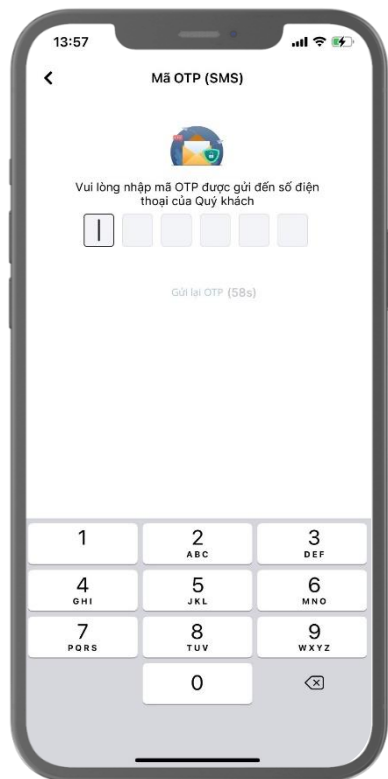 13:57
Mã OTP (SMS)
Vui lòng nhập mã OTP được gửi đến số điện
thoại của Quý khách
Gửi lại OTP (58s)
1
2
ABC
3
DEF
4
GHI
5
JKL
6
MNO
7
PQRS
8
TUV
9
WXYZ
0